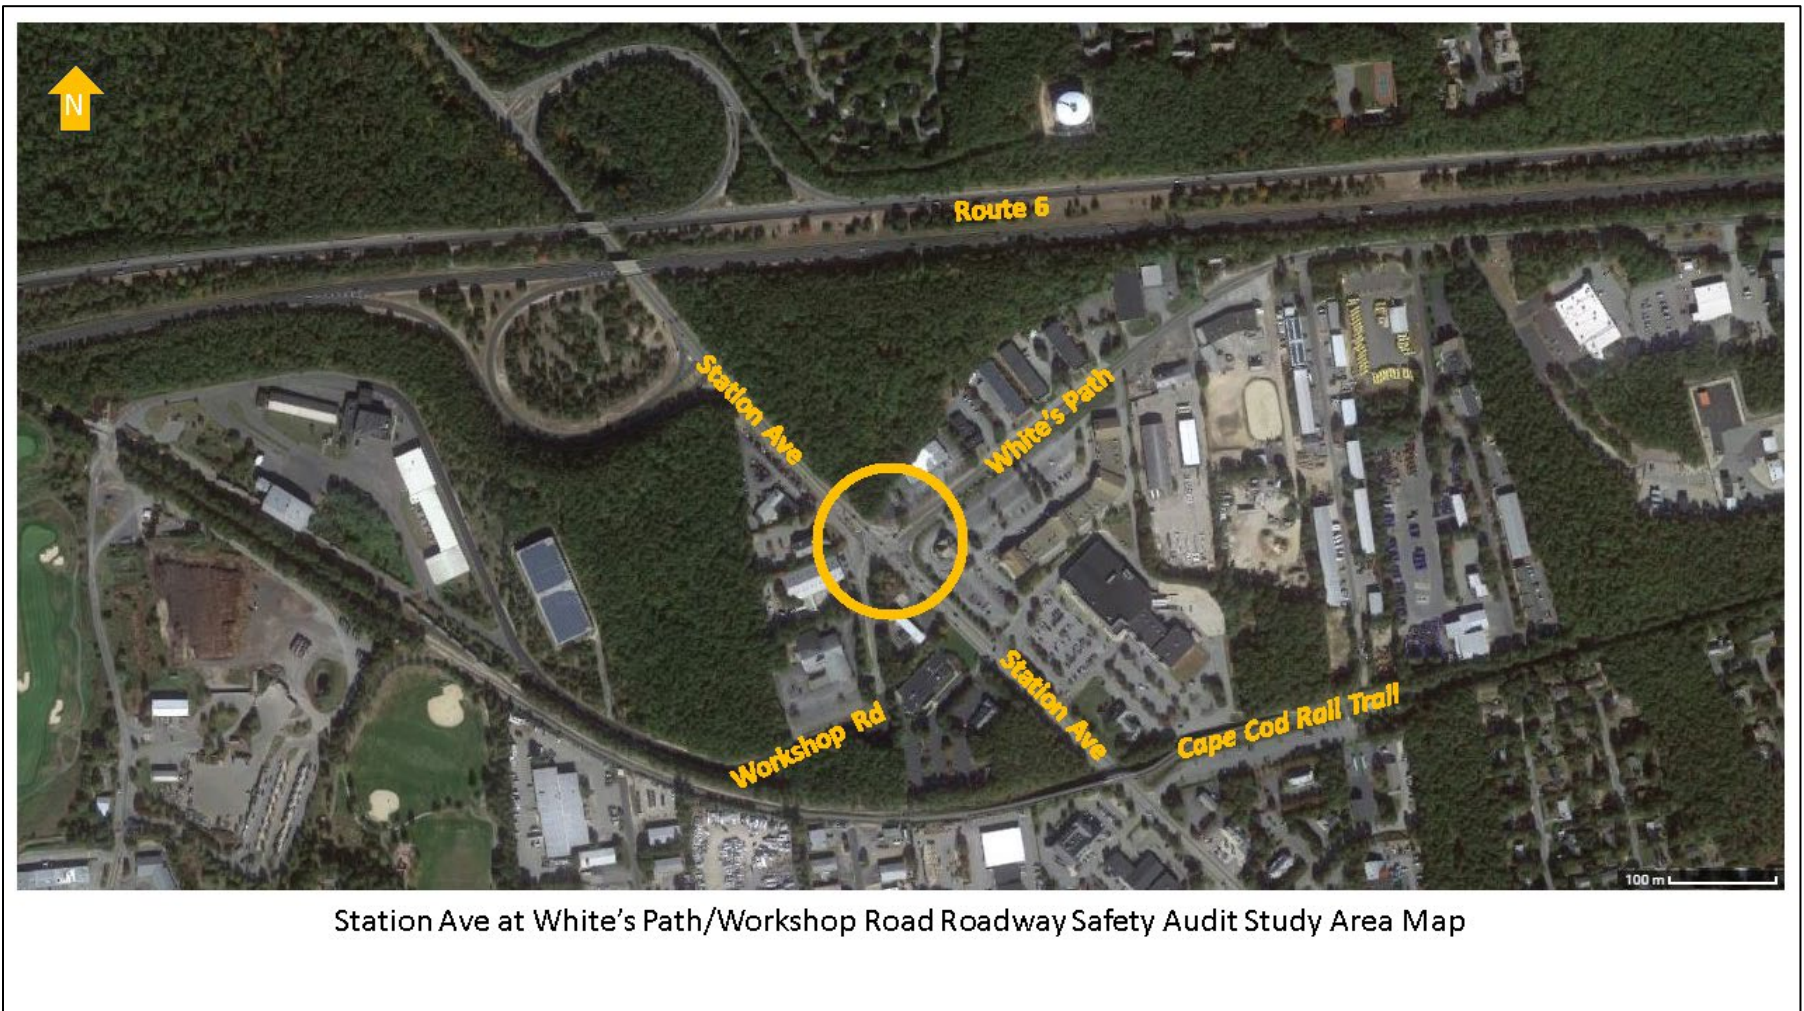 N
Route 6
Station Ave
White's Path
Station Ave
Workshop Rd
Cape Cod Rail Trail
100 m
Station Ave at White's Path/Workshop Road Roadway Safety Audit Study Area Map